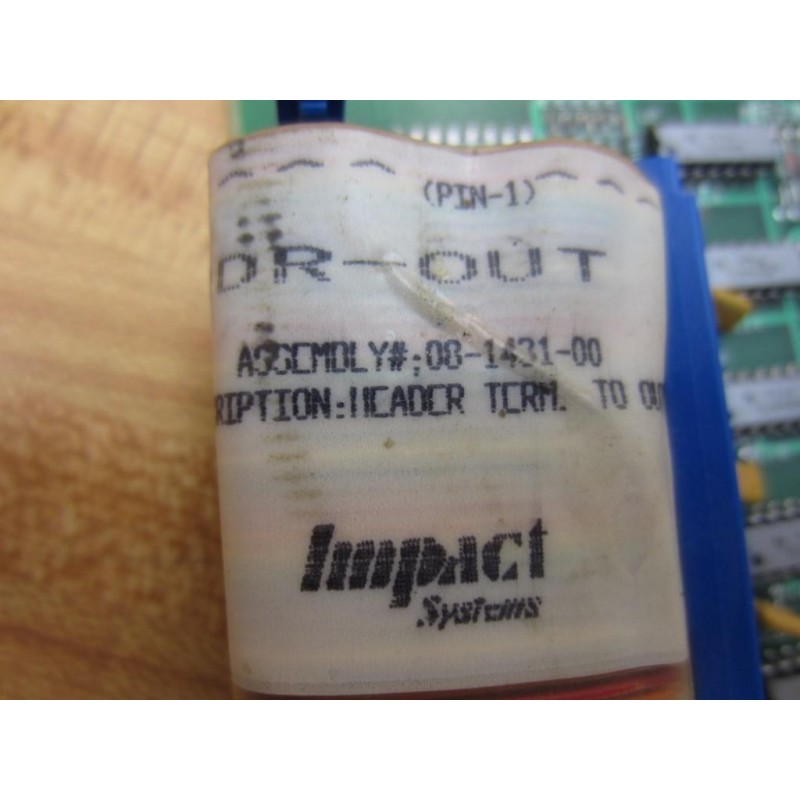 (PIN-1)
DR-OUT
ASSEMBLY#:08-1431-00
RIPTION:HEADER TERM. TO OU
Impact
Systems